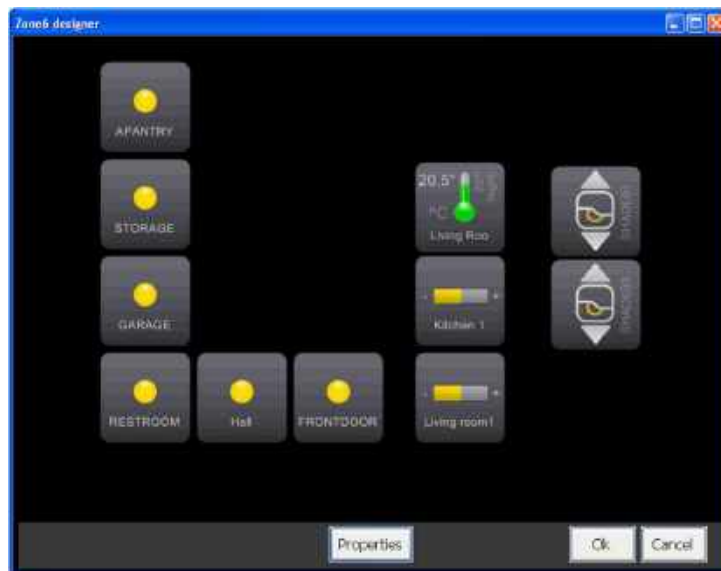 Zone6 designer
APANTRY
STORAGE
20,5°
°C
Living Roo
SHADE01
GARAGE
- +
Kitchen 1
RESTROOM
Hall
FRONTDOOR
- +
Living room1
Properties
Ok
Cancel